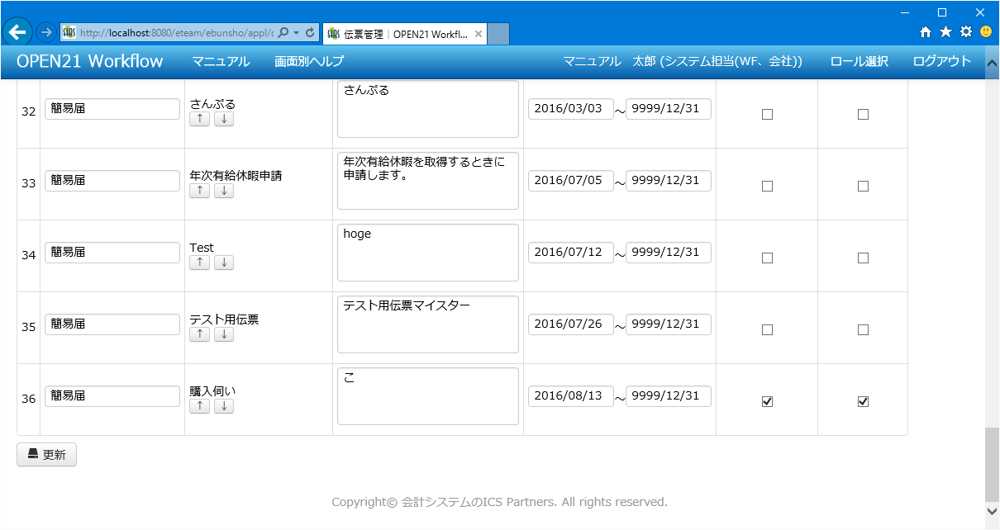 http://localhost:8080/eteam/ebunsho/appl/
伝票管理｜OPEN21 Workfl...
OPEN21 Workflow マニュアル 画面別ヘルプ マニュアル 太郎 (システム担当(WF、会社)) ロール選択 ログアウト
32 簡易届 さんぷる ↑ ↓ さんぷる 2016/03/03 ～ 9999/12/31
33 簡易届 年次有給休暇申請 ↑ ↓ 年次有給休暇を取得するときに
申請します。 2016/07/05 ～ 9999/12/31
34 簡易届 Test ↑ ↓ hoge 2016/07/12 ～ 9999/12/31
35 簡易届 テスト用伝票 ↑ ↓ テスト用伝票マイスター 2016/07/26 ～ 9999/12/31
36 簡易届 購入伺い ↑ ↓ こ 2016/08/13 ～ 9999/12/31
更新
Copyright© 会計システムのICS Partners. All rights reserved.